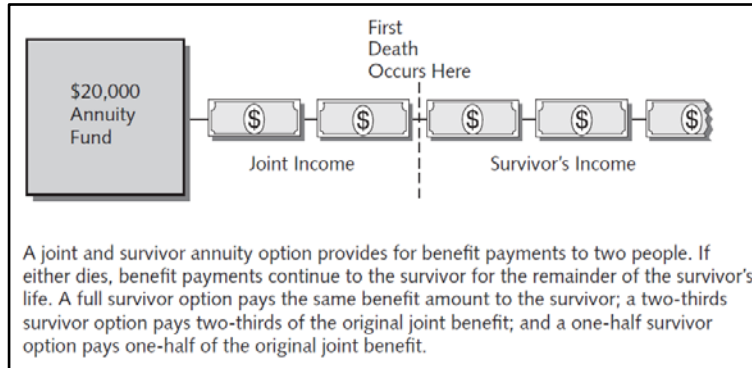 First
Death
Occurs Here
$20,000
Annuity
Fund
$ $ $ $ $
Joint Income Survivor's Income
A joint and survivor annuity option provides for benefit payments to two people. If
either dies, benefit payments continue to the survivor for the remainder of the survivor's
life. A full survivor option pays the same benefit amount to the survivor; a two-thirds
survivor option pays two-thirds of the original joint benefit; and a one-half survivor
option pays one-half of the original joint benefit.